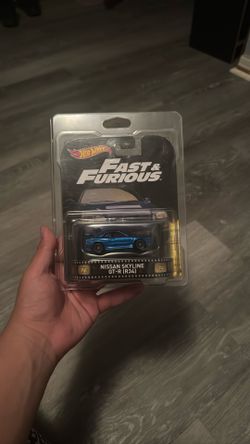 Hot Wheels
FAST &
FURIOUS
NISSAN SKYLINE
GT-R (R34)